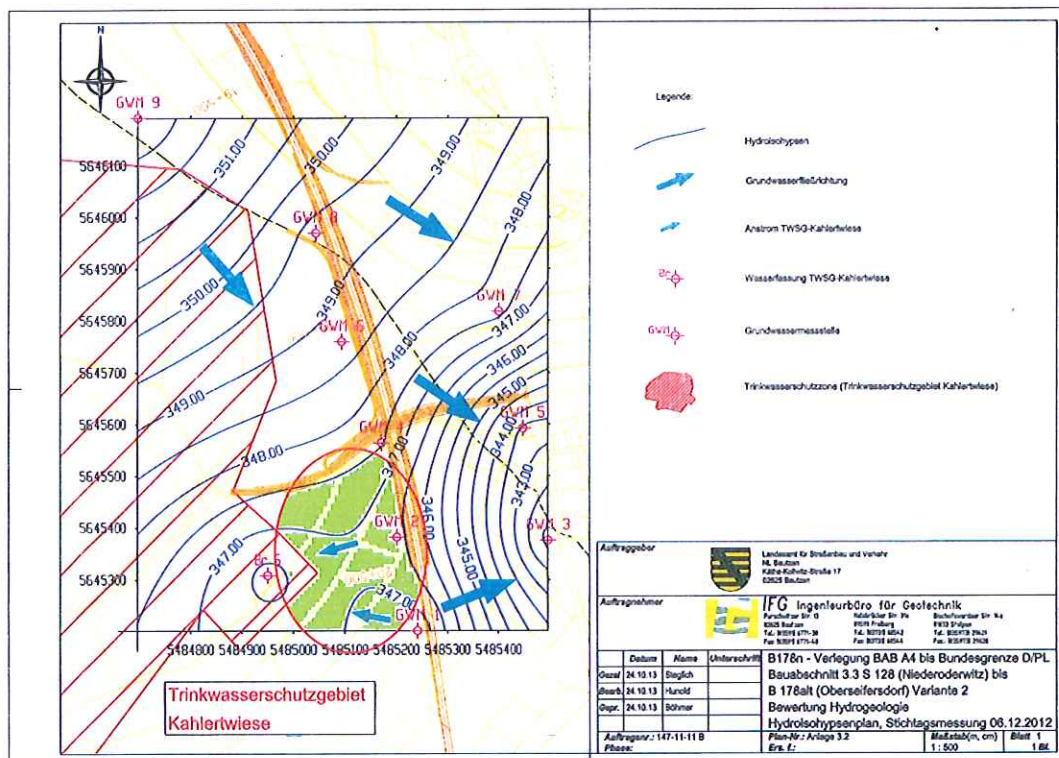 N
GWM 9
5646100
5646000
5645900
5645800
5645700
5645600
5645500
5645400
5645300
5484800 5484900 5485000 5485100 5485200 5485300 5485400
351.00
350.00
349.00
348.00
GWM 8
350.00
349.00
GWM 7
347.00
GWM 6
348.00
346.00
345.00
349.00
GWM 5
344.00
GWM 4
347.00
343.00
348.00
346.00
GWM 2
GWM 3
345.00
347.00
Br 5
347.00
GWM 1
Trinkwasserschutzgebiet
Kahlertwiese
Legende:
Hydroisohypsen
Grundwasserfließrichtung
Anstrom TWSG-Kahlertwiese
Wasserfassung TWSG-Kahlertwiese
GWM
Grundwassermessstelle
Trinkwasserschutzzone (Trinkwasserschutzgebiet Kahlertwiese)
Auftraggeber
Landesamt für Straßenbau und Verkehr
NL Bautzen
Käthe-Kollwitz-Straße 17
02625 Bautzen
Auftragnehmer
IFG Ingenieurbüro für Geotechnik
Datum Name Unterschrift
Gezei 24.10.13 Steglich
Bearb. 24.10.13 Hunold
Gepr. 24.10.13 Böhmer
B178n - Verlegung BAB A4 bis Bundesgrenze D/PL
Bauabschnitt 3.3 S 128 (Niederoderwitz) bis
B 178alt (Oberseifersdorf) Variante 2
Bewertung Hydrogeologie
Hydroisohypsenplan, Stichtagsmessung 06.12.2012
Auftragsnr.: 147-11-11 B
Phase:
Plan-Nr.: Anlage 3.2
Ers. f.:
Maßstab(m, cm)
1 : 500
Blatt 1
1 Bl.